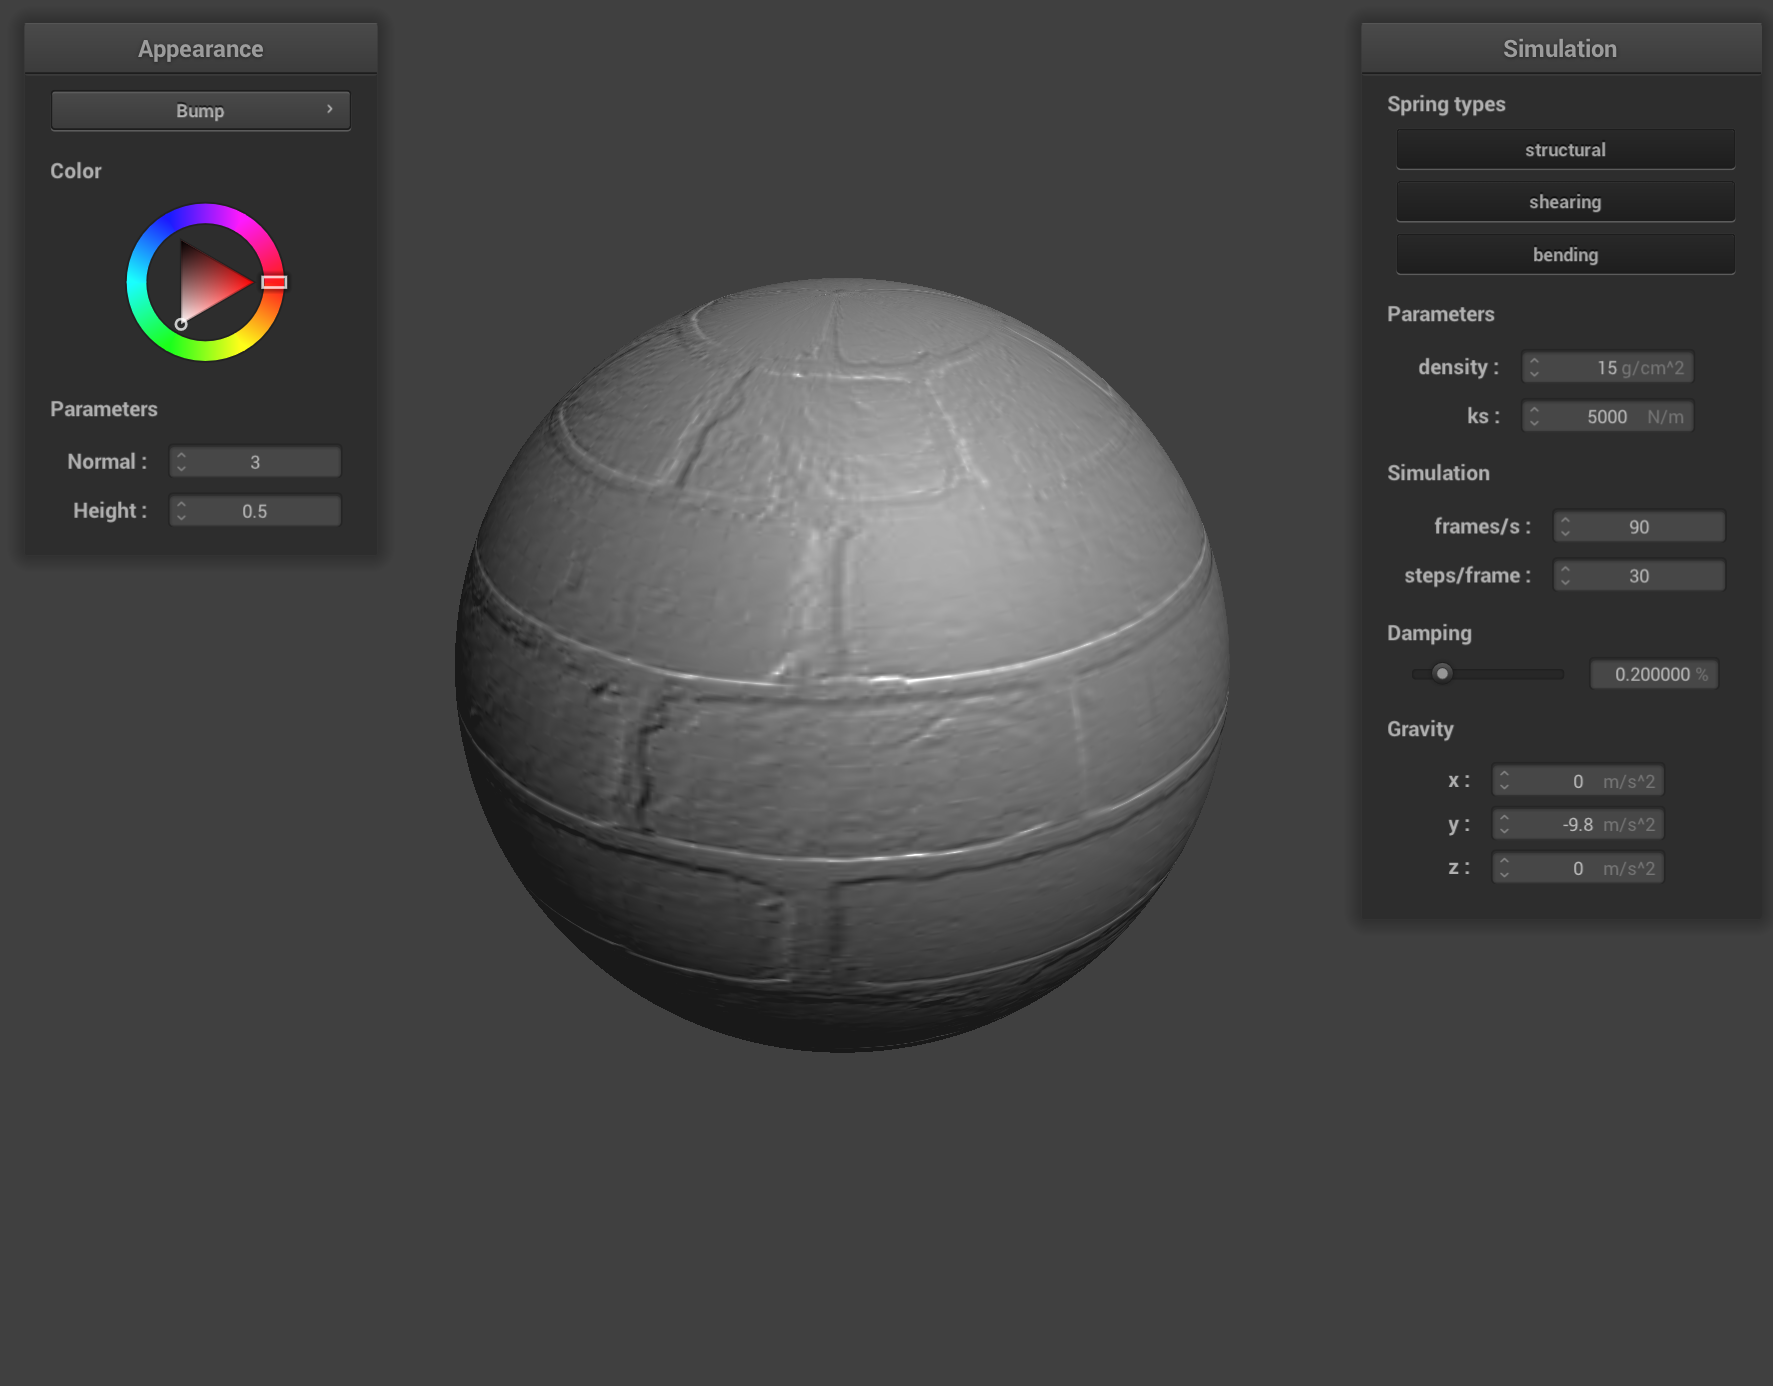 Appearance
Bump
Color
Parameters
Normal : 3
Height : 0.5
Simulation
Spring types
structural
shearing
bending
Parameters
density : 15 g/cm^2
ks : 5000 N/m
Simulation
frames/s : 90
steps/frame : 30
Damping
0.200000 %
Gravity
x : 0 m/s^2
y : -9.8 m/s^2
z : 0 m/s^2